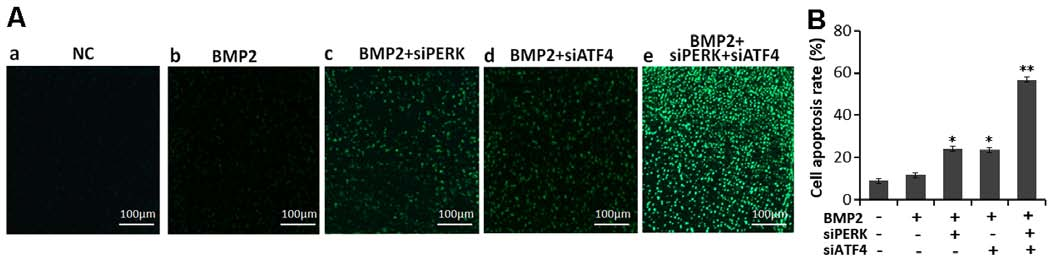 A
a NC
b BMP2
c BMP2+siPERK
d BMP2+siATF4
e BMP2+
siPERK+siATF4
100μm 100μm 100μm 100μm 100μm
B
Cell apoptosis rate (%)
80
60
40
20
0
* * **
BMP2 - + + + +
siPERK - - + - +
siATF4 - - - + +